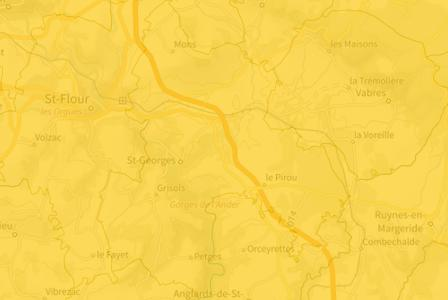 Mons
les Maisons
la Trémolière
Vabres
St-Flour
les Orgues
Volzac
la Voreille
St-Georges
le Pirou
Grisols
Gorges de l'Ander
Ruynes-en-
Margeride
Combechalde
Orceyrettes
le Fayet
Petges
Vibrezac
Anglards-de-St-